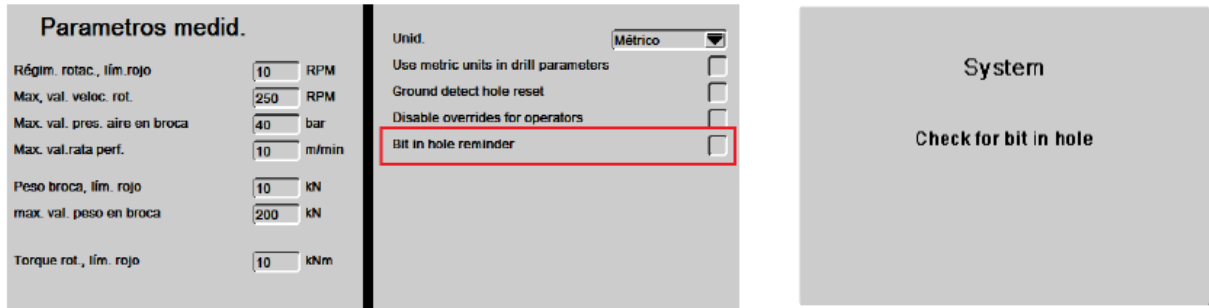 Parametros medid.
Régim. rotac., lím.rojo 10 RPM
Max, val. veloc. rot. 250 RPM
Max. val. pres. aire en broca 40 bar
Max. val.rata perf. 10 m/min
Peso broca, lím. rojo 10 kN
max. val. peso en broca 200 kN
Torque rot., lím. rojo 10 kNm
Unid. Métrico
Use metric units in drill parameters
Ground detect hole reset
Disable overrides for operators
Bit in hole reminder
System
Check for bit in hole